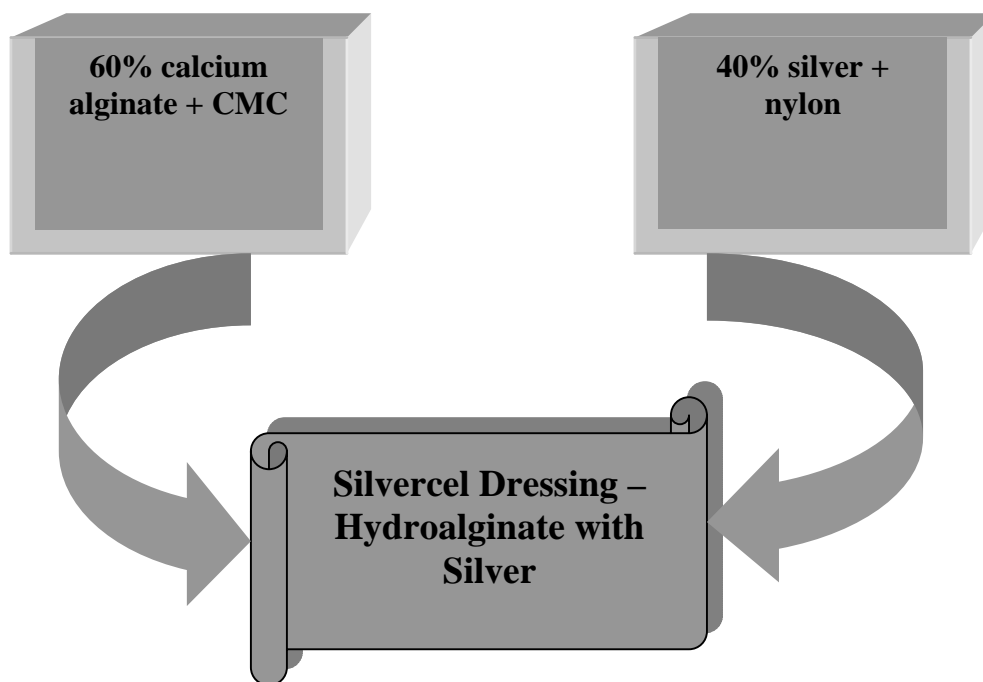 60% calcium
alginate + CMC
40% silver +
nylon
Silvercel Dressing –
Hydroalginate with
Silver